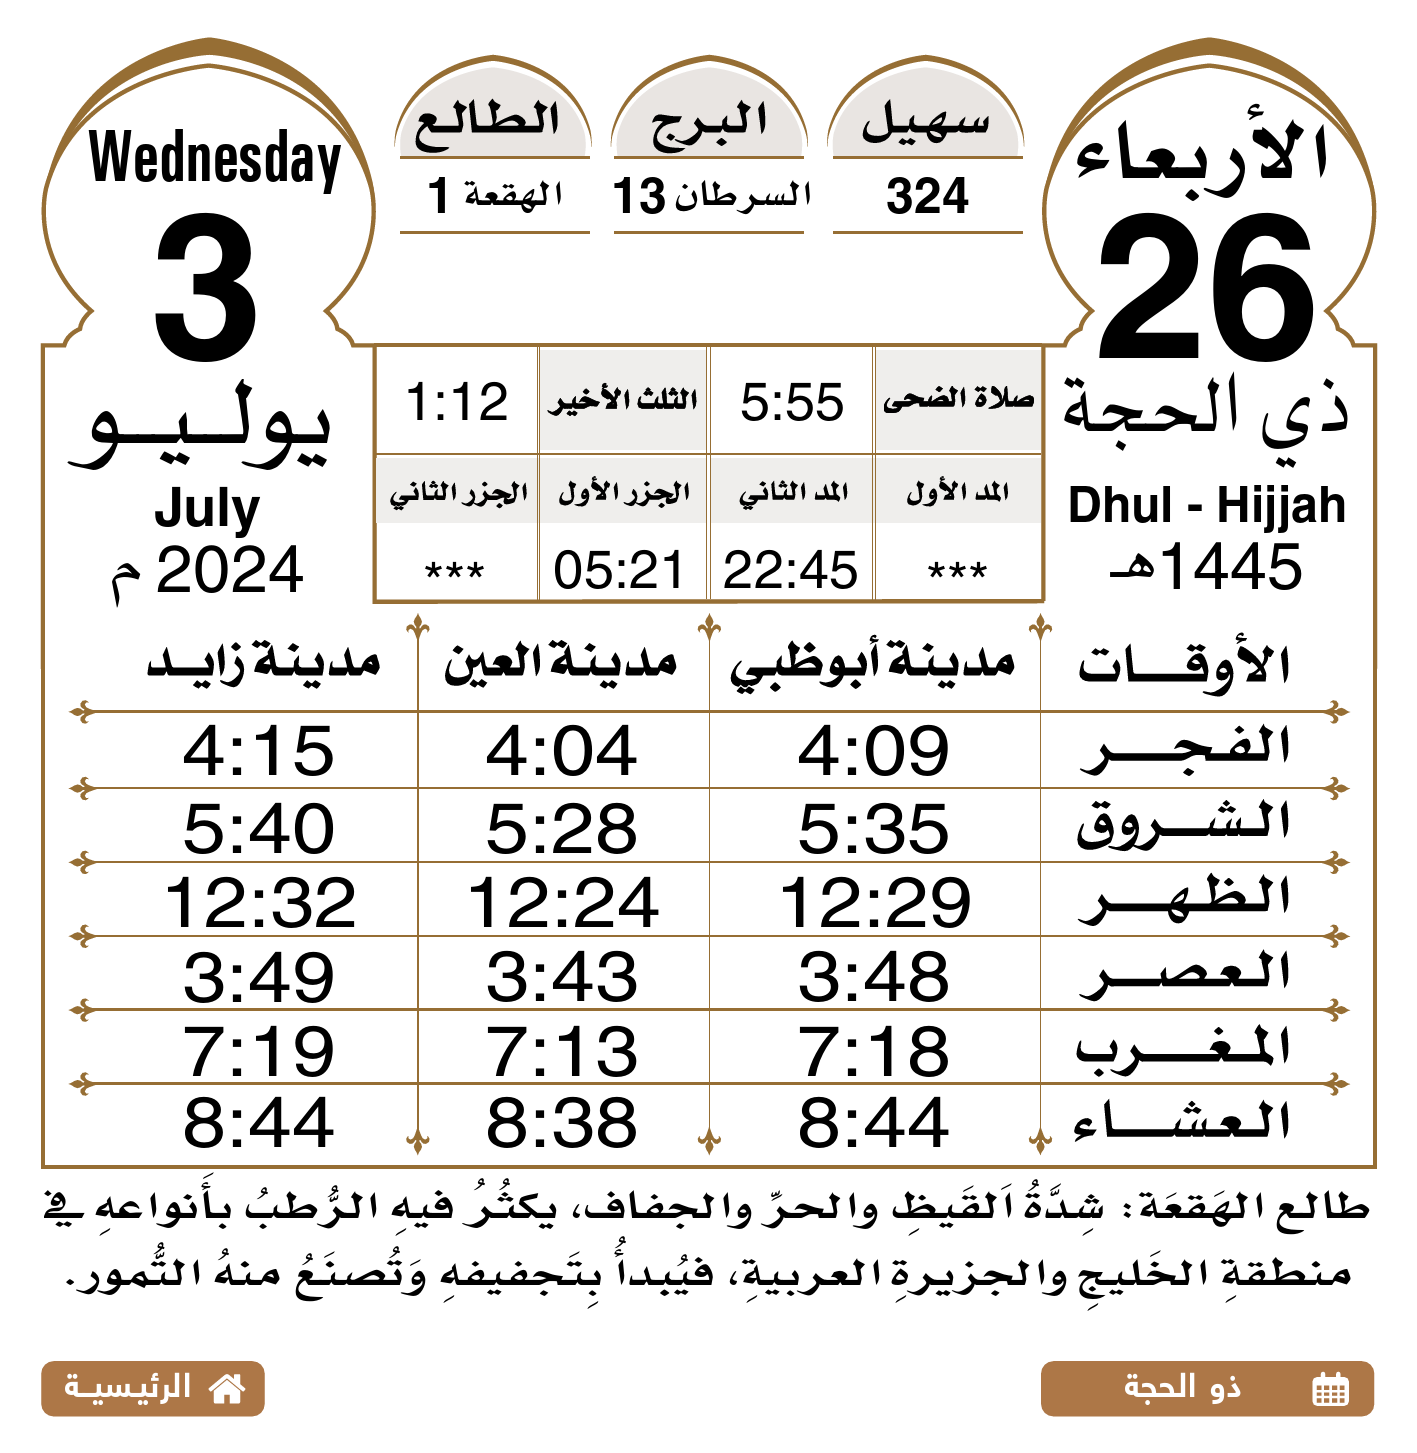 الأربعاء
26
ذي الحجة
Dhul - Hijjah
1445هـ
سهيل
324
البرج
السرطان 13
الطالع
الهقعة 1
Wednesday
3
يوليو
July
2024 م
صلاة الضحى 5:55 الثلث الأخير 1:12
المد الأول المد الثاني الجزر الأول الجزر الثاني
*** 22:45 05:21 ***
الأوقات مدينة أبوظبي مدينة العين مدينة زايد
الفجر 4:09 4:04 4:15
الشروق 5:35 5:28 5:40
الظهر 12:29 12:24 12:32
العصر 3:48 3:43 3:49
المغرب 7:18 7:13 7:19
العشاء 8:44 8:38 8:44
طالع الهَقعَة: شِدَّةُ اَلقَيظِ والحرِّ والجفاف، يكثُرُ فيهِ الرُّطبُ بأَنواعهِ في
منطقةِ الخَليجِ والجزيرةِ العربيةِ، فيُبدأُ بِتَجفيفهِ وَتُصنَعُ منهُ التُّمور.
ذو الحجة
الرئيسية